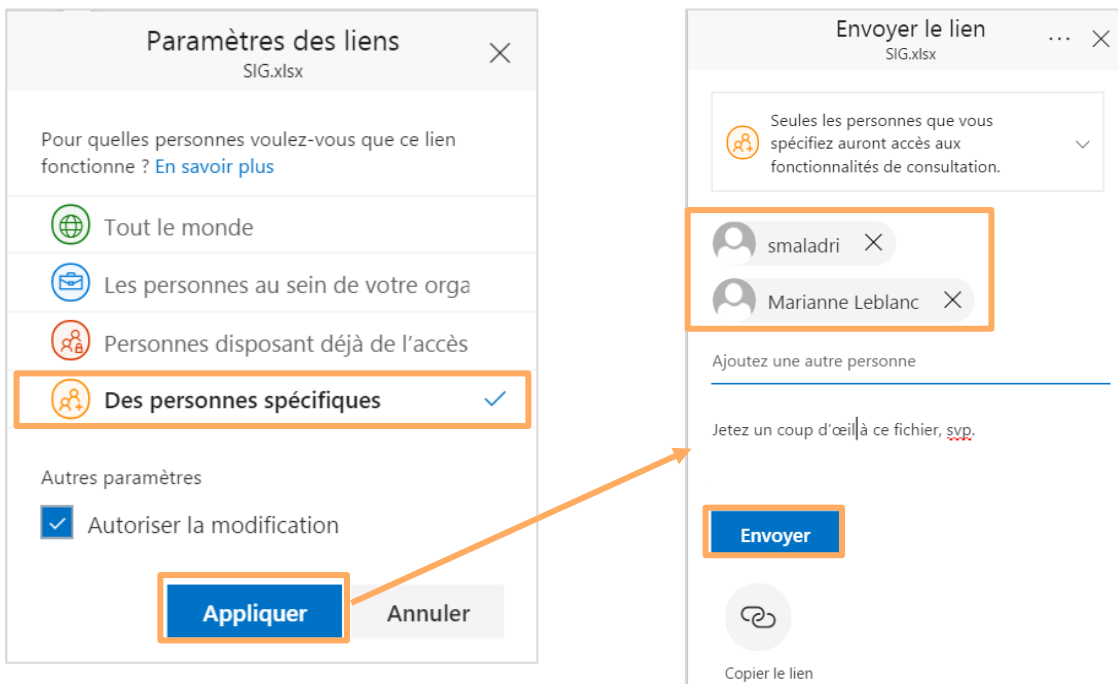 Paramètres des liens
SIG.xlsx
Pour quelles personnes voulez-vous que ce lien
fonctionne ? En savoir plus
Tout le monde
Les personnes au sein de votre orga
Personnes disposant déjà de l'accès
Des personnes spécifiques
Autres paramètres
Autoriser la modification
Appliquer
Annuler
Envoyer le lien
SIG.xlsx
Seules les personnes que vous
spécifiez auront accès aux
fonctionnalités de consultation.
smaladri
Marianne Leblanc
Ajoutez une autre personne
Jetez un coup d'œil à ce fichier, svp.
Envoyer
Copier le lien